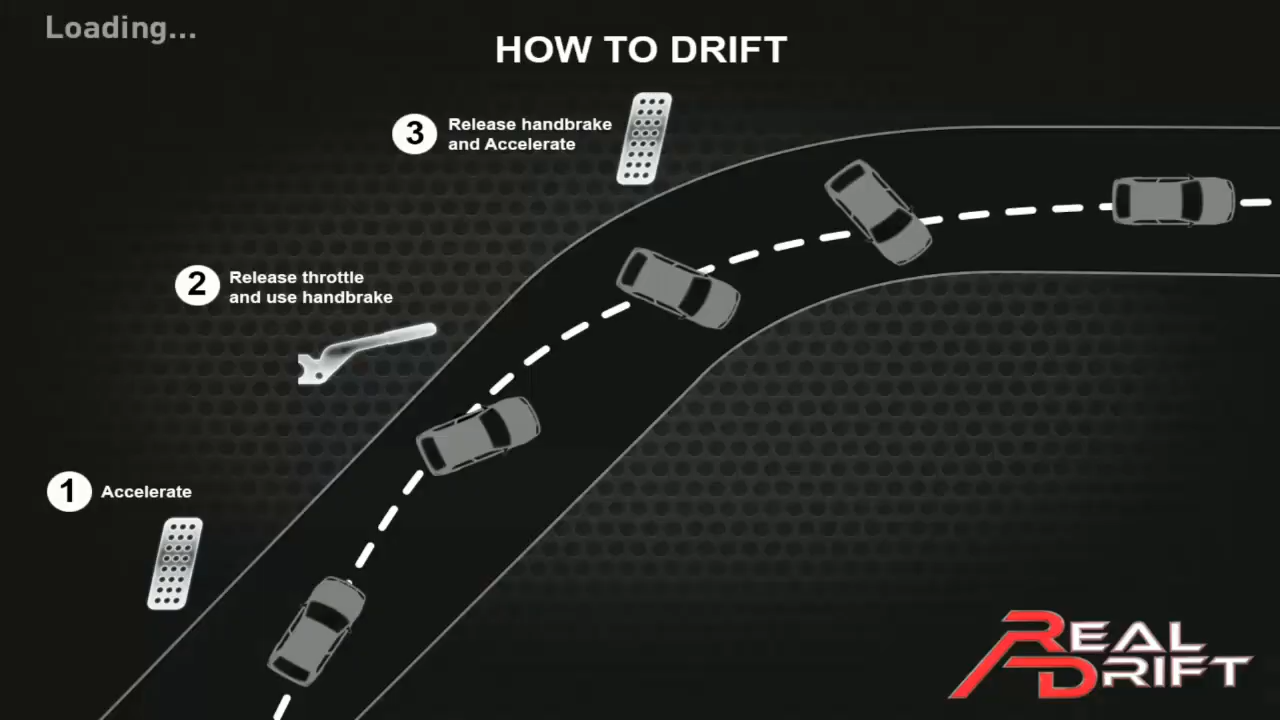 Loading...
HOW TO DRIFT
3
Release handbrake
and Accelerate
2
Release throttle
and use handbrake
1
Accelerate
REAL
DRIFT